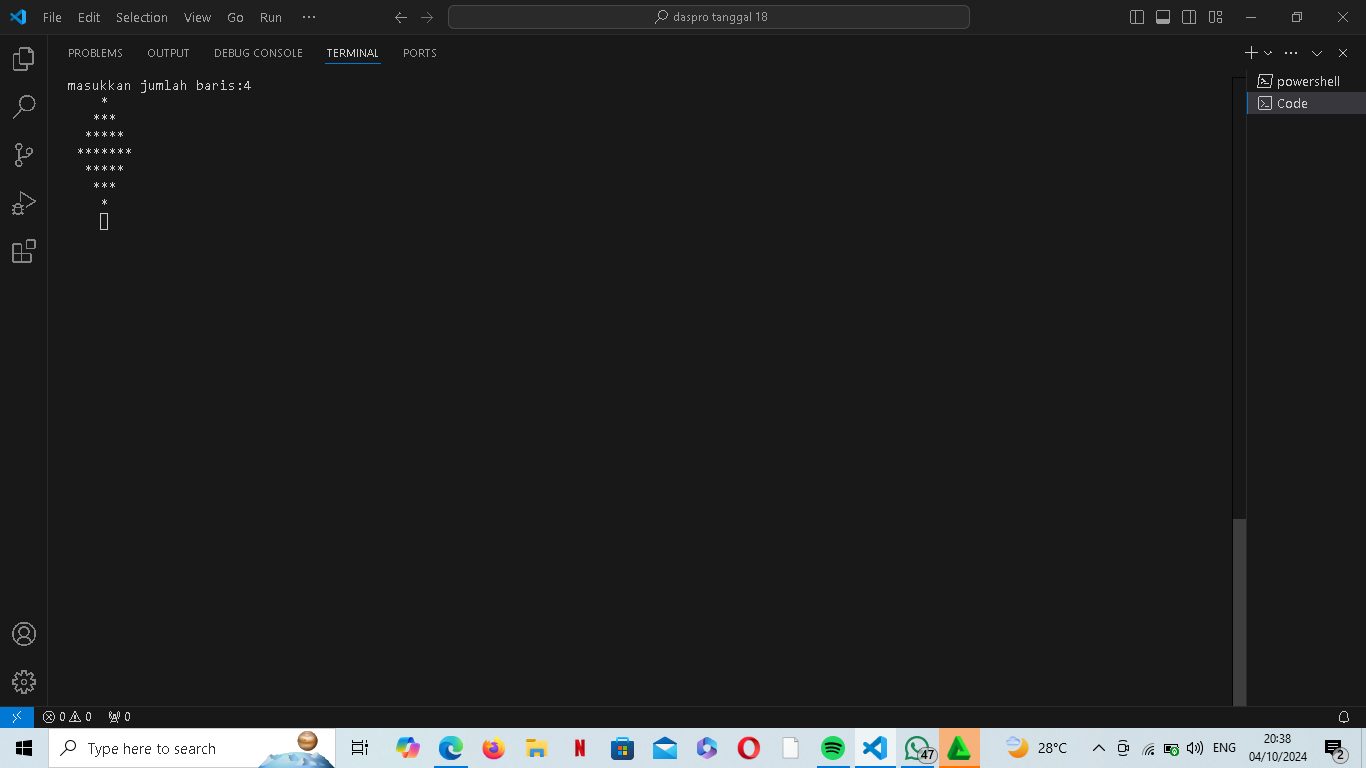 File Edit Selection View Go Run ···
daspro tanggal 18
PROBLEMS OUTPUT DEBUG CONSOLE TERMINAL PORTS
masukkan jumlah baris:4
    *
   ***
  *****
 *******
  *****
   ***
    *
powershell
Code
0 0 0
Type here to search
47
28°C
ENG
20:38
04/10/2024
2